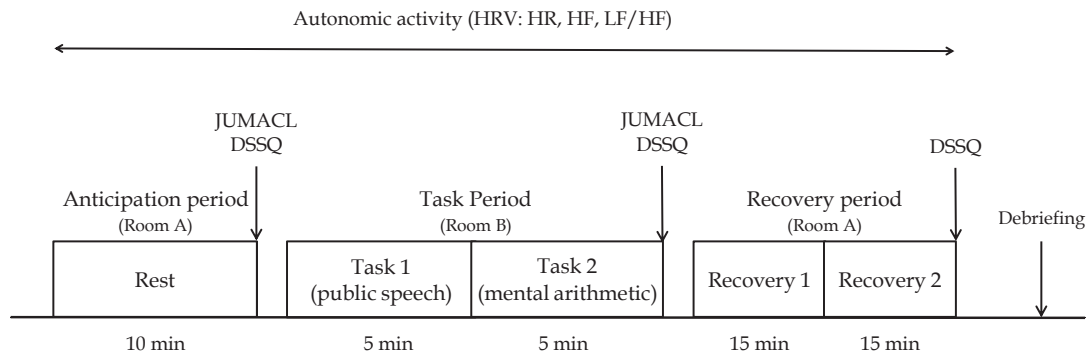 Autonomic activity (HRV: HR, HF, LF/HF)
JUMACL
DSSQ
JUMACL
DSSQ
DSSQ
Anticipation period
(Room A)
Task Period
(Room B)
Recovery period
(Room A)
Debriefing
Rest
Task 1
(public speech)
Task 2
(mental arithmetic)
Recovery 1
Recovery 2
10 min
5 min
5 min
15 min
15 min